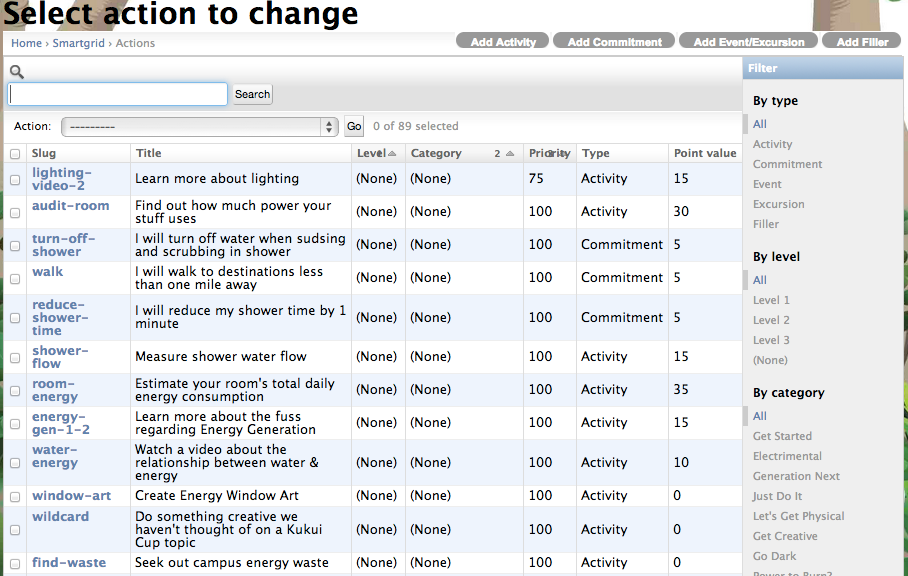 Select action to change
Home › Smartgrid › Actions
Add Activity
Add Commitment
Add Event/Excursion
Add Filler
Search
Action: --------- Go 0 of 89 selected
Slug Title Level Category 2 Priority Type Point value
lighting-
video-2
Learn more about lighting
(None) (None) 75 Activity 15
audit-room
Find out how much power your
stuff uses
(None) (None) 100 Activity 30
turn-off-
shower
I will turn off water when sudsing
and scrubbing in shower
(None) (None) 100 Commitment 5
walk
I will walk to destinations less
than one mile away
(None) (None) 100 Commitment 5
reduce-
shower-
time
I will reduce my shower time by 1
minute
(None) (None) 100 Commitment 5
shower-
flow
Measure shower water flow
(None) (None) 100 Activity 15
room-
energy
Estimate your room's total daily
energy consumption
(None) (None) 100 Activity 35
energy-
gen-1-2
Learn more about the fuss
regarding Energy Generation
(None) (None) 100 Activity 15
water-
energy
Watch a video about the
relationship between water &
energy
(None) (None) 100 Activity 10
window-art
Create Energy Window Art
(None) (None) 100 Activity 0
wildcard
Do something creative we
haven't thought of on a Kukui
Cup topic
(None) (None) 100 Activity 0
find-waste
Seek out campus energy waste
(None) (None) 100 Activity 0
Filter
By type
All
Activity
Commitment
Event
Excursion
Filler
By level
All
Level 1
Level 2
Level 3
(None)
By category
All
Get Started
Electrimental
Generation Next
Just Do It
Let's Get Physical
Get Creative
Go Dark
Power to Burn?